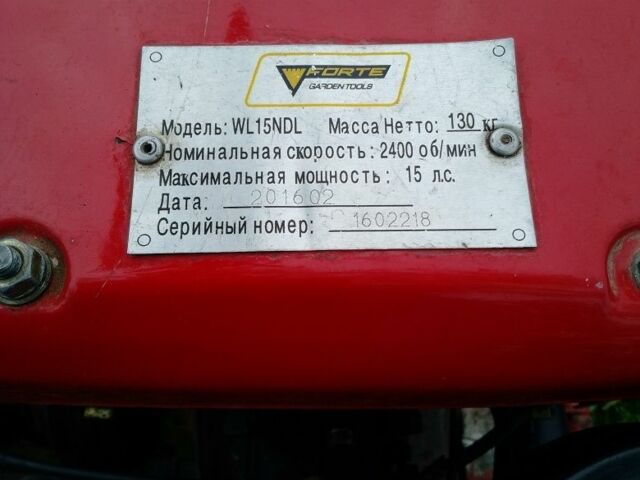 FORTE
GARDEN TOOLS
Модель: WL15NDL Масса Нетто: 130 кг
Номинальная скорость: 2400 об/мин
Максимальная мощность: 15 л.с.
Дата: 201602
Серийный номер: 1602218